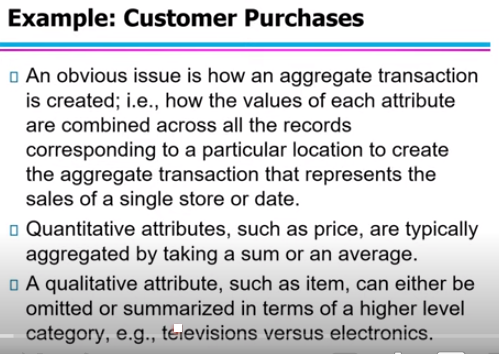 Example: Customer Purchases
An obvious issue is how an aggregate transaction
is created; i.e., how the values of each attribute
are combined across all the records
corresponding to a particular location to create
the aggregate transaction that represents the
sales of a single store or date.
Quantitative attributes, such as price, are typically
aggregated by taking a sum or an average.
A qualitative attribute, such as item, can either be
omitted or summarized in terms of a higher level
category, e.g., televisions versus electronics.